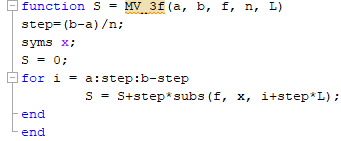 function S = MV_3f(a, b, f, n, L)
step=(b-a)/n;
syms x;
S = 0;
for i = a:step:b-step
S = S+step*subs(f, x, i+step*L);
end
end